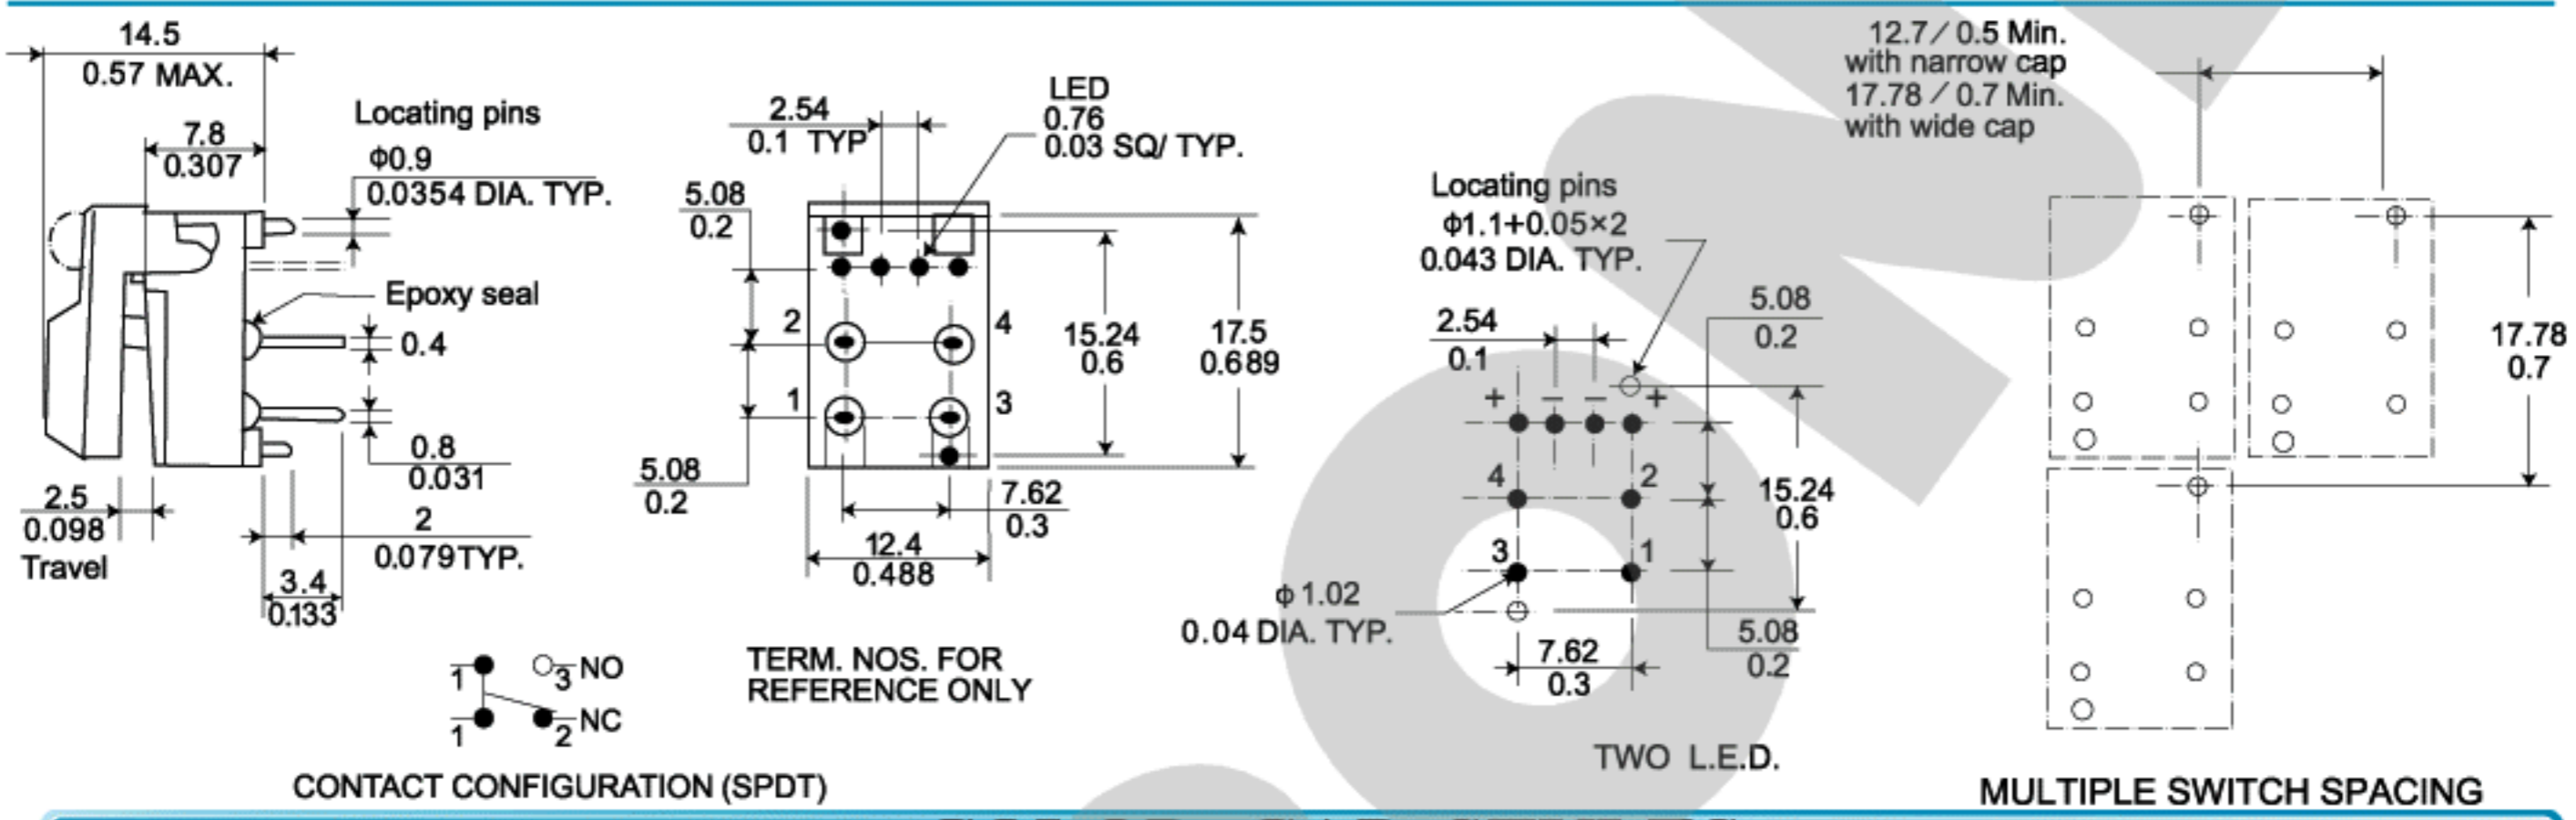 14.5
0.57 MAX.
7.8
0.307
Locating pins
Φ0.9
0.0354 DIA. TYP.
Epoxy seal
0.4
0.8
0.031
2.5
0.098
Travel
2
0.079TYP.
3.4
0.133
1
3 NO
1
2 NC
CONTACT CONFIGURATION (SPDT)
2.54
0.1 TYP
LED
0.76
0.03 SQ/ TYP.
5.08
0.2
2
4
1
3
15.24
0.6
17.5
0.689
5.08
0.2
7.62
0.3
12.4
0.488
TERM. NOS. FOR
REFERENCE ONLY
Locating pins
Φ1.1+0.05×2
0.043 DIA. TYP.
2.54
0.1
5.08
0.2
+ − − +
4
2
15.24
0.6
3
1
Φ1.02
0.04 DIA. TYP.
5.08
0.2
7.62
0.3
TWO L.E.D.
12.7 / 0.5 Min.
with narrow cap
17.78 / 0.7 Min.
with wide cap
17.78
0.7
MULTIPLE SWITCH SPACING